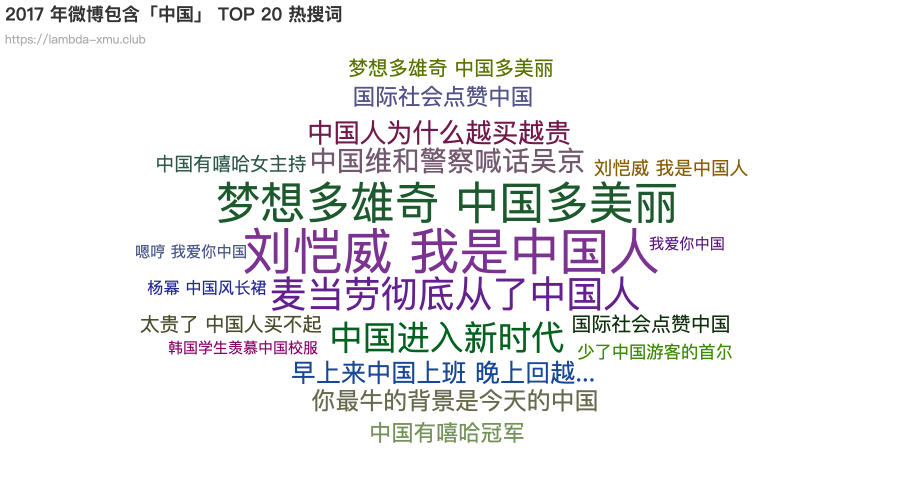 2017 年微博包含「中国」 TOP 20 热搜词
https://lambda-xmu.club
梦想多雄奇 中国多美丽
国际社会点赞中国
中国人为什么越买越贵
中国有嘻哈女主持
中国维和警察喊话吴京
刘恺威 我是中国人
梦想多雄奇 中国多美丽
嗯哼 我爱你中国
刘恺威 我是中国人
我爱你中国
杨幂 中国风长裙
麦当劳彻底从了中国人
太贵了 中国人买不起
中国进入新时代
国际社会点赞中国
韩国学生羡慕中国校服
少了中国游客的首尔
早上来中国上班 晚上回越...
你最牛的背景是今天的中国
中国有嘻哈冠军